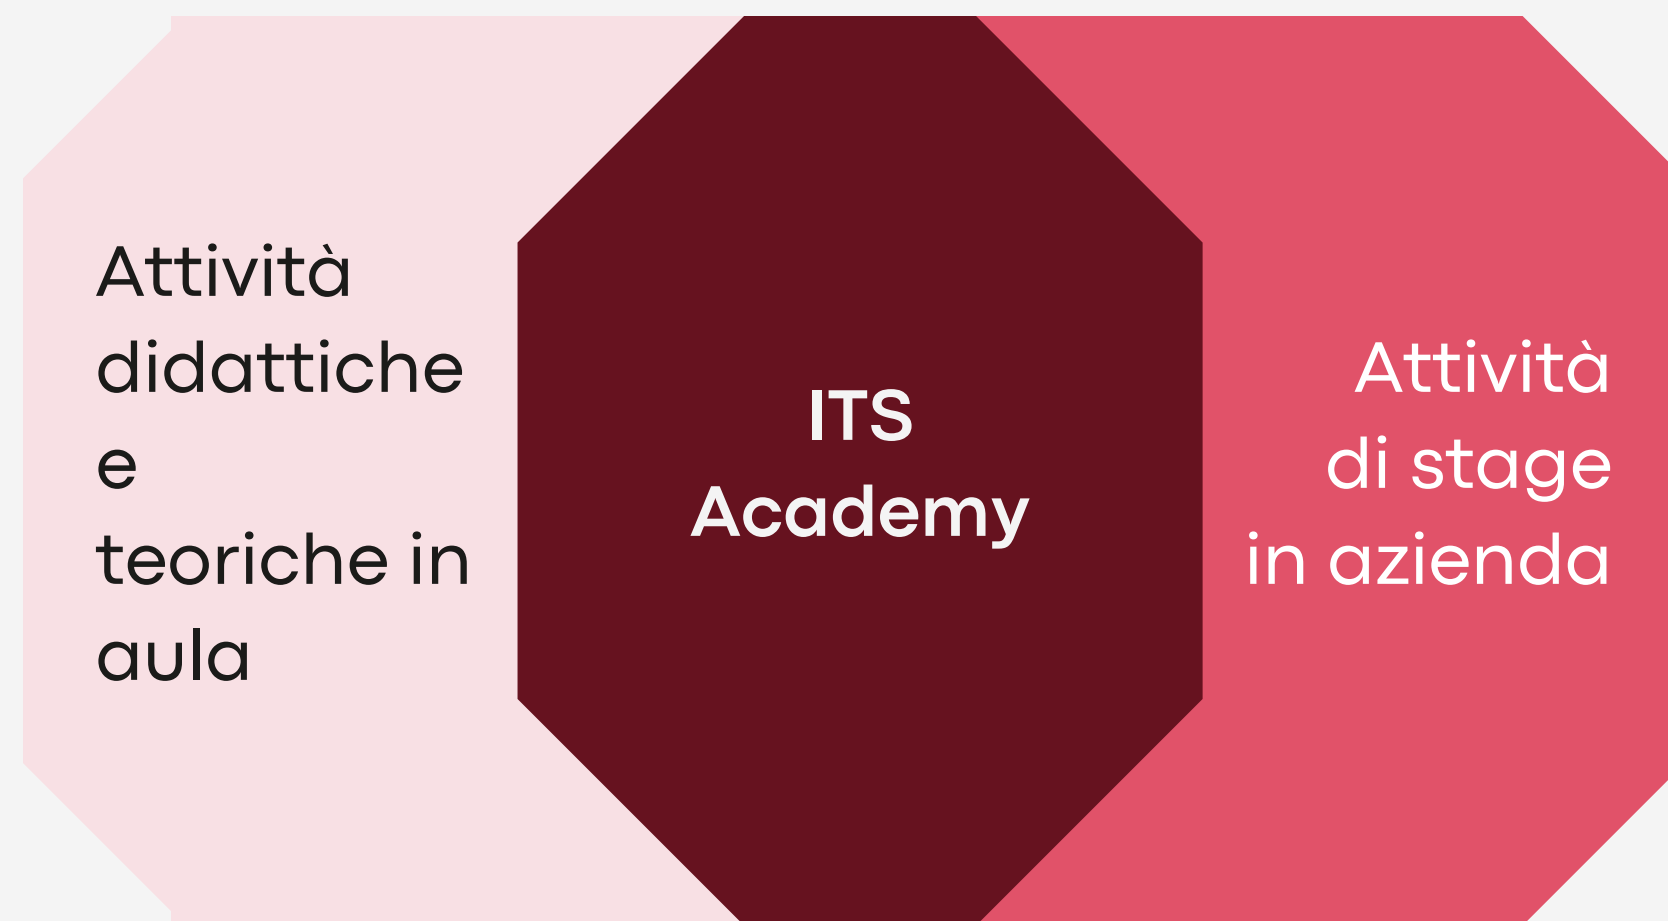 Attività
didattiche
e
teoriche in
aula
ITS
Academy
Attività
di stage
in azienda